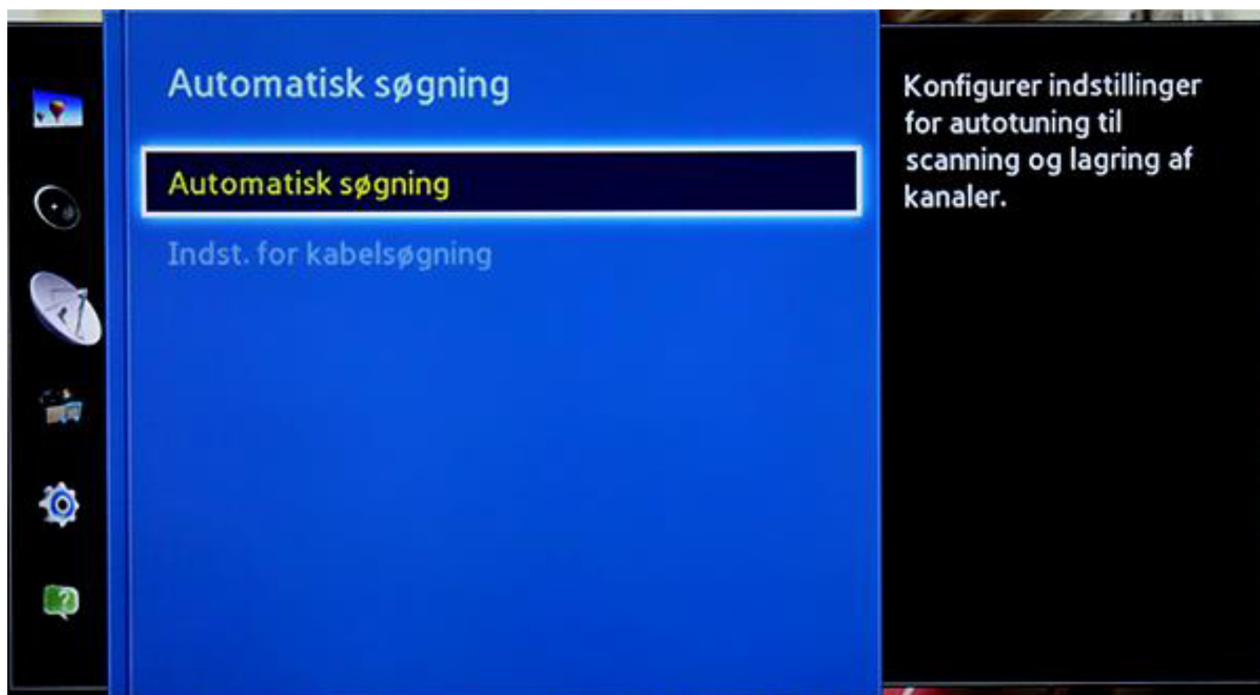 Automatisk søgning
Automatisk søgning
Indst. for kabelsøgning
Konfigurer indstillinger
for autotuning til
scanning og lagring af
kanaler.